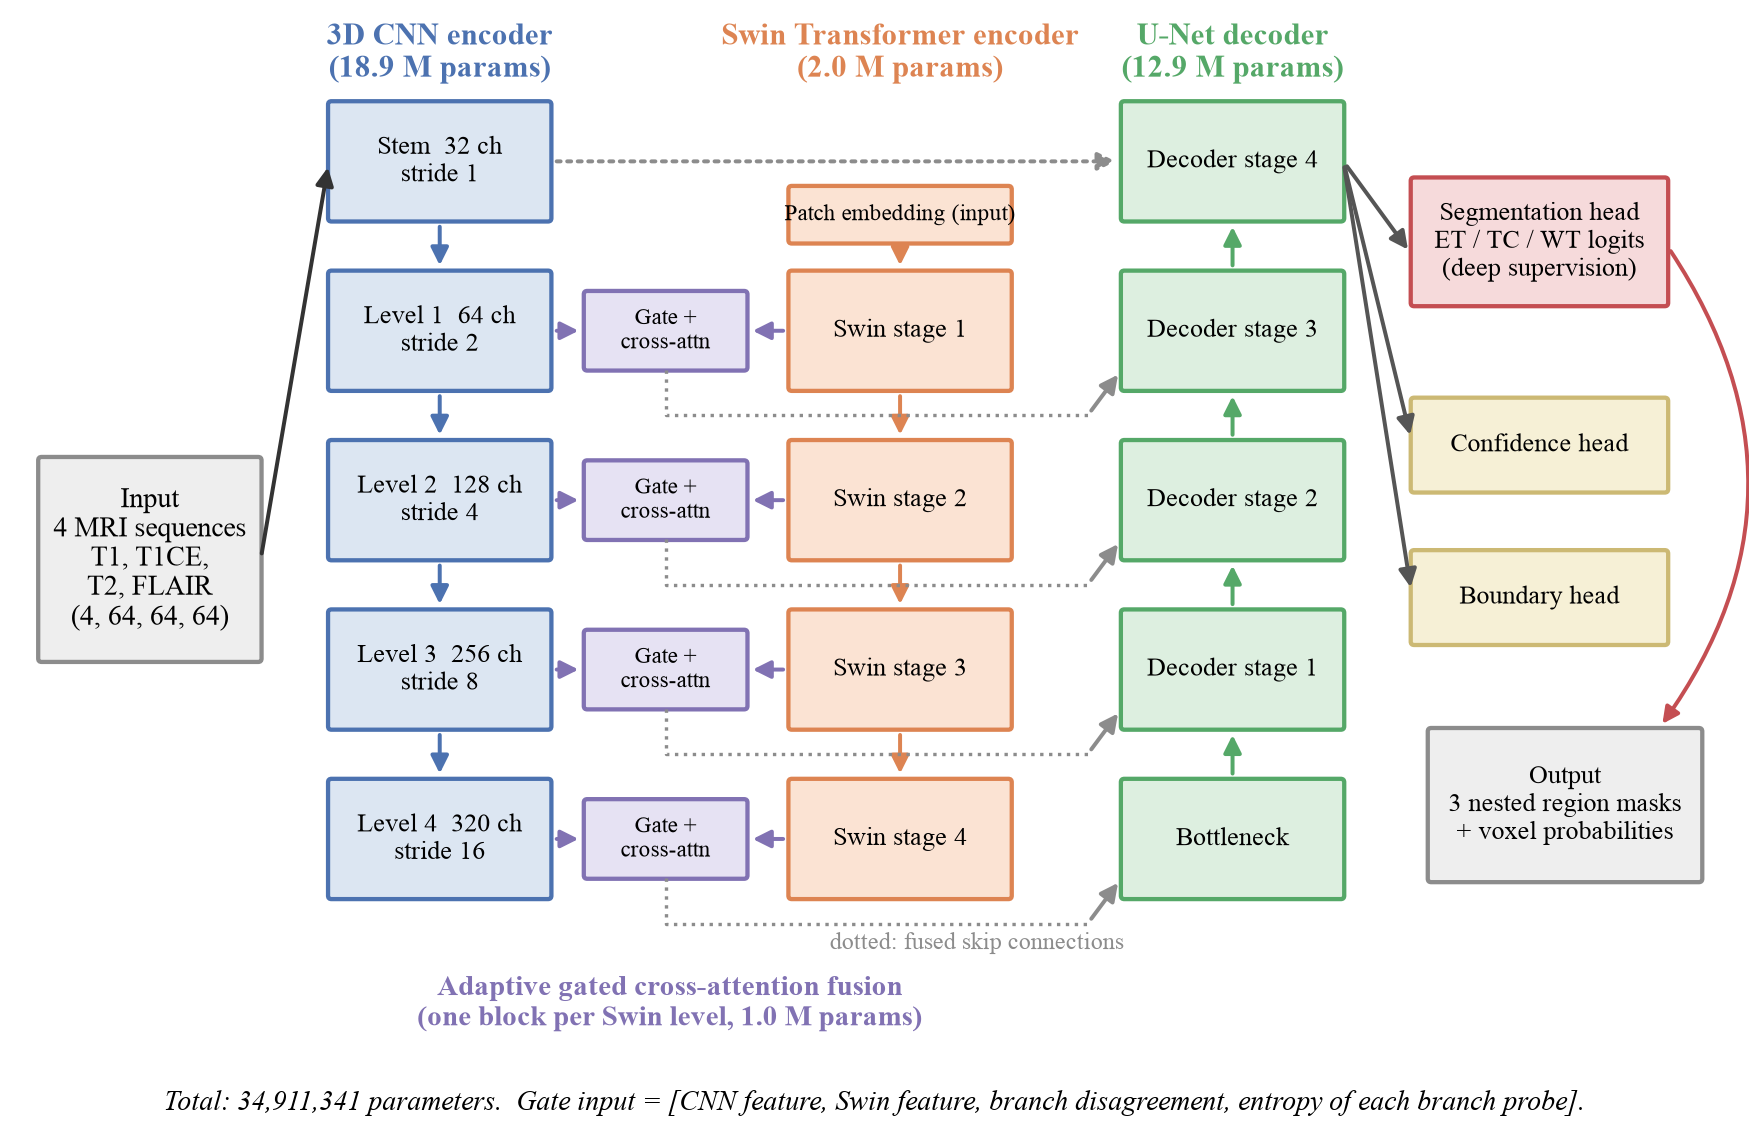 3D CNN encoder
(18.9 M params)
Swin Transformer encoder
(2.0 M params)
U-Net decoder
(12.9 M params)
Stem  32 ch
stride 1
Decoder stage 4
Patch embedding (input)
Segmentation head
ET / TC / WT logits
(deep supervision)
Level 1  64 ch
stride 2
Gate +
cross-attn
Swin stage 1
Decoder stage 3
Confidence head
Level 2  128 ch
stride 4
Gate +
cross-attn
Swin stage 2
Decoder stage 2
Input
4 MRI sequences
T1, T1CE,
T2, FLAIR
(4, 64, 64, 64)
Boundary head
Level 3  256 ch
stride 8
Gate +
cross-attn
Swin stage 3
Decoder stage 1
Level 4  320 ch
stride 16
Gate +
cross-attn
Swin stage 4
Bottleneck
Output
3 nested region masks
+ voxel probabilities
dotted: fused skip connections
Adaptive gated cross-attention fusion
(one block per Swin level, 1.0 M params)
Total: 34,911,341 parameters.  Gate input = [CNN feature, Swin feature, branch disagreement, entropy of each branch probe].